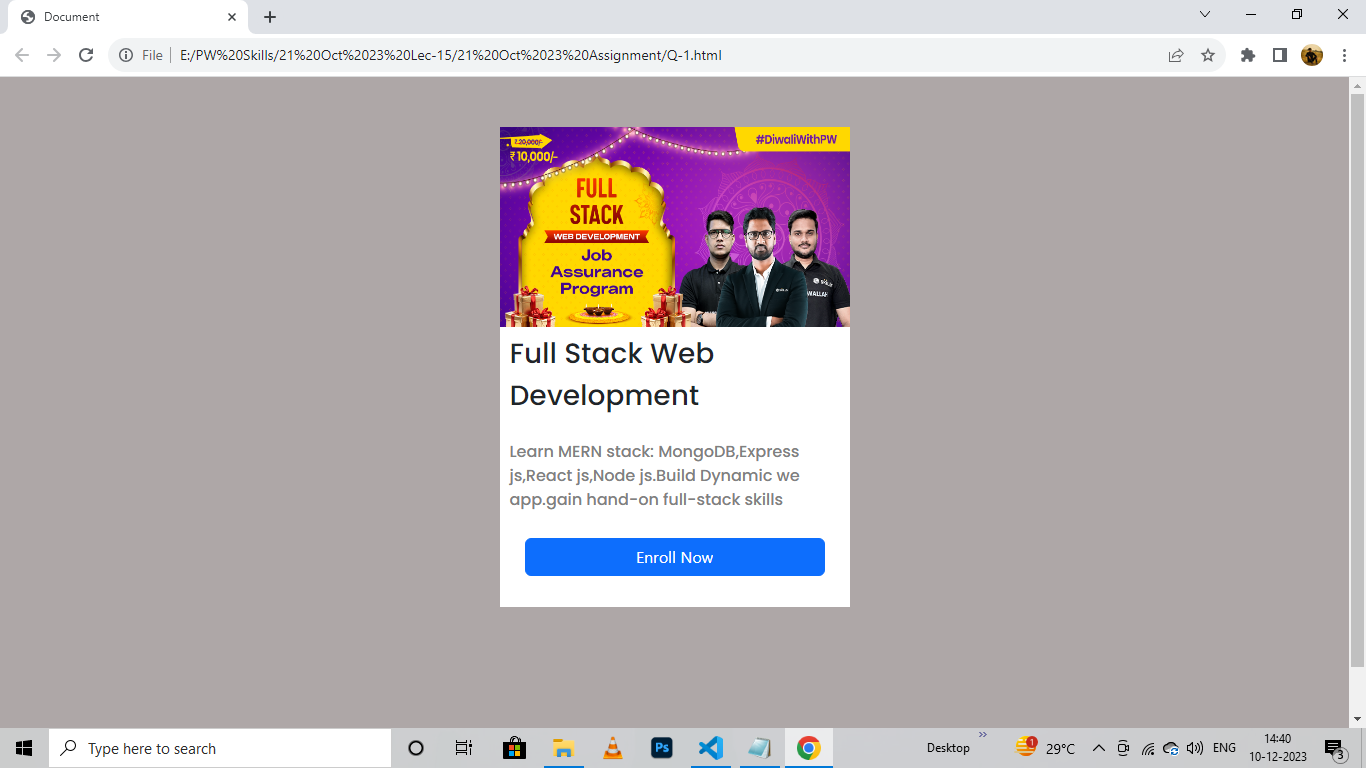 Document
File
E:/PW%20Skills/21%20Oct%2023%20Lec-15/21%20Oct%2023%20Assignment/Q-1.html
₹ 20,000/-
₹ 10,000/-
#DiwaliWithPW
FULL
STACK
WEB DEVELOPMENT
Job
Assurance
Program
WALLAH
Full Stack Web
Development
Learn MERN stack: MongoDB,Express
js,React js,Node js.Build Dynamic we
app.gain hand-on full-stack skills
Enroll Now
Type here to search
Ps
Desktop
1
29°C
ENG
14:40
10-12-2023
3